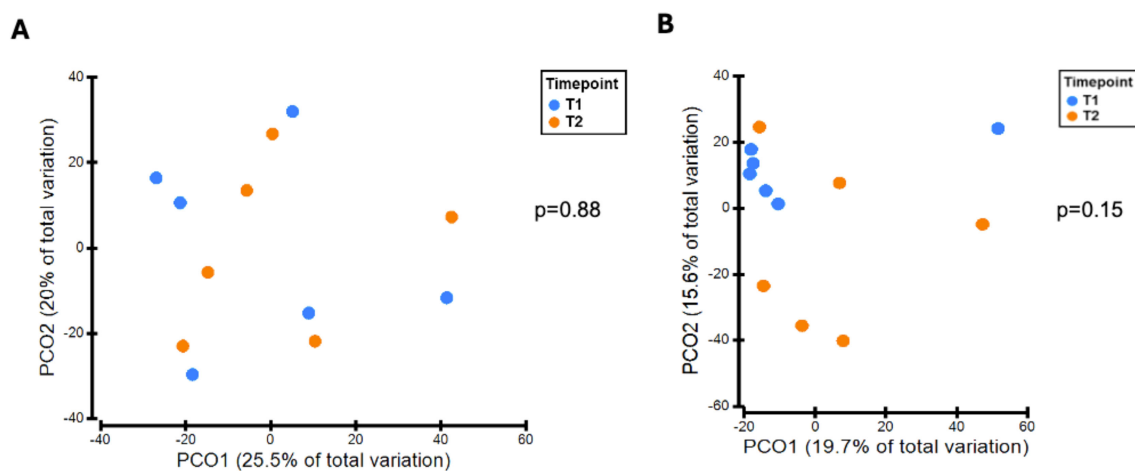 A
PCO2 (20% of total variation)
40
20
0
-20
-40
-40
-20
0
20
40
60
PCO1 (25.5% of total variation)
Timepoint
T1
T2
p=0.88
B
PCO2 (15.6% of total variation)
40
20
0
-20
-40
-60
-20
0
20
40
60
PCO1 (19.7% of total variation)
Timepoint
T1
T2
p=0.15